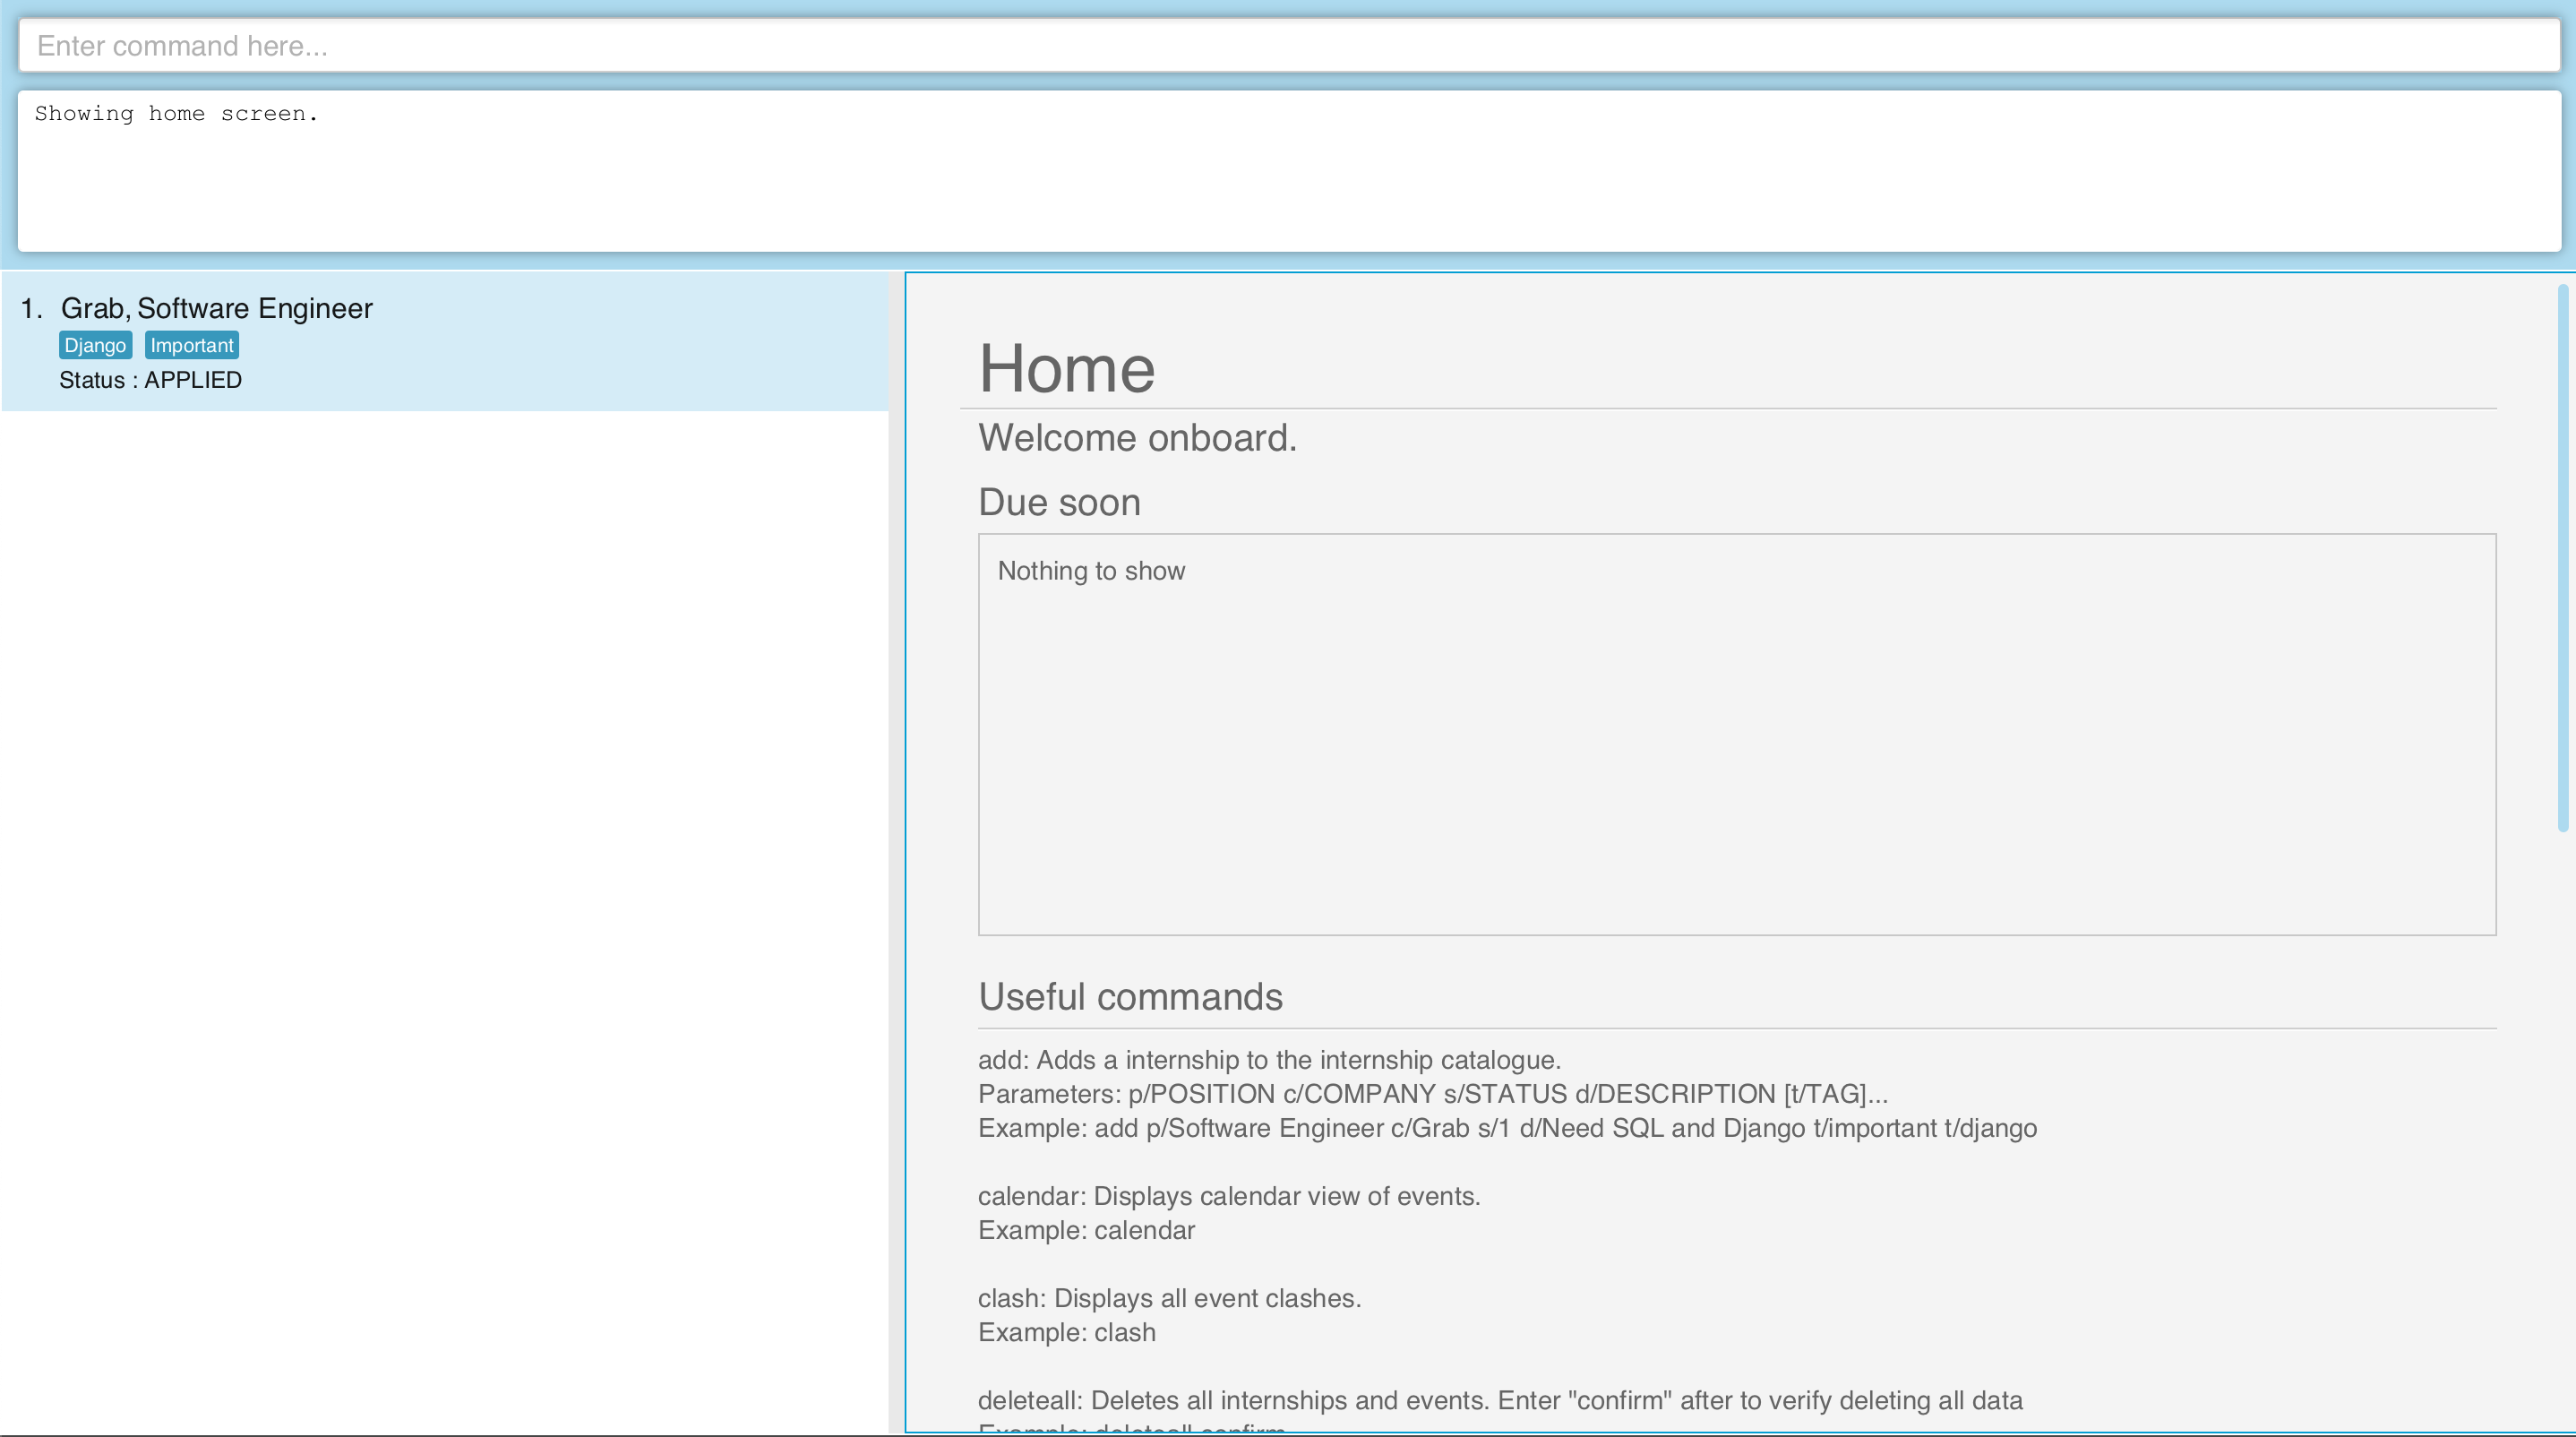 Enter command here...
Showing home screen.
1. Grab, Software Engineer
Django Important
Status : APPLIED
Home
Welcome onboard.
Due soon
Nothing to show
Useful commands
add: Adds a internship to the internship catalogue.
Parameters: p/POSITION c/COMPANY s/STATUS d/DESCRIPTION [t/TAG]...
Example: add p/Software Engineer c/Grab s/1 d/Need SQL and Django t/important t/django
calendar: Displays calendar view of events.
Example: calendar
clash: Displays all event clashes.
Example: clash
deleteall: Deletes all internships and events. Enter "confirm" after to verify deleting all data
Example: deleteall confirm